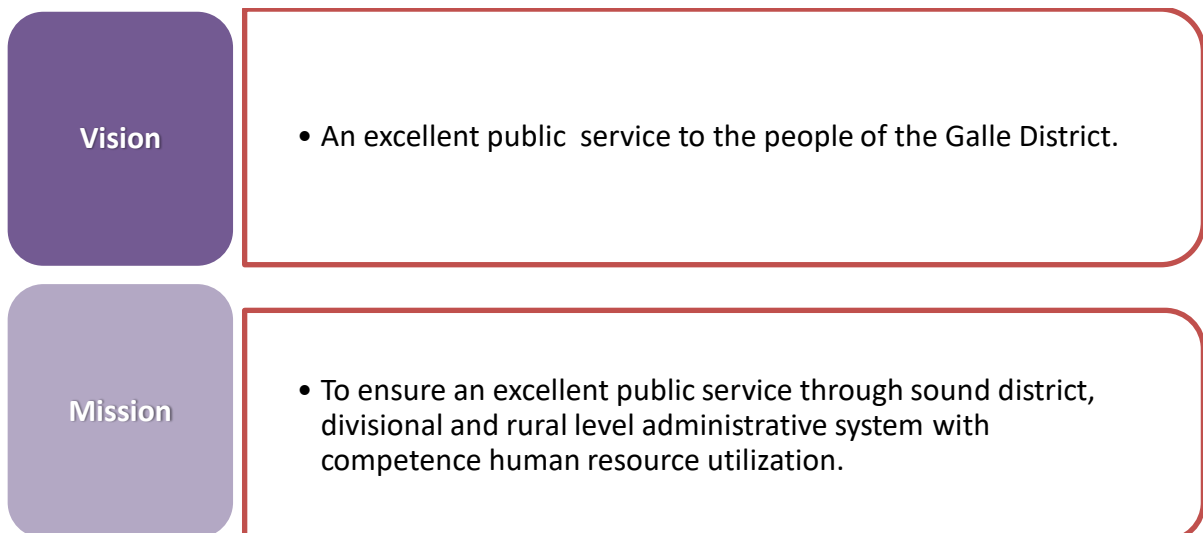 Vision
• An excellent public  service to the people of the Galle District.
Mission
• To ensure an excellent public service through sound district,
divisional and rural level administrative system with
competence human resource utilization.